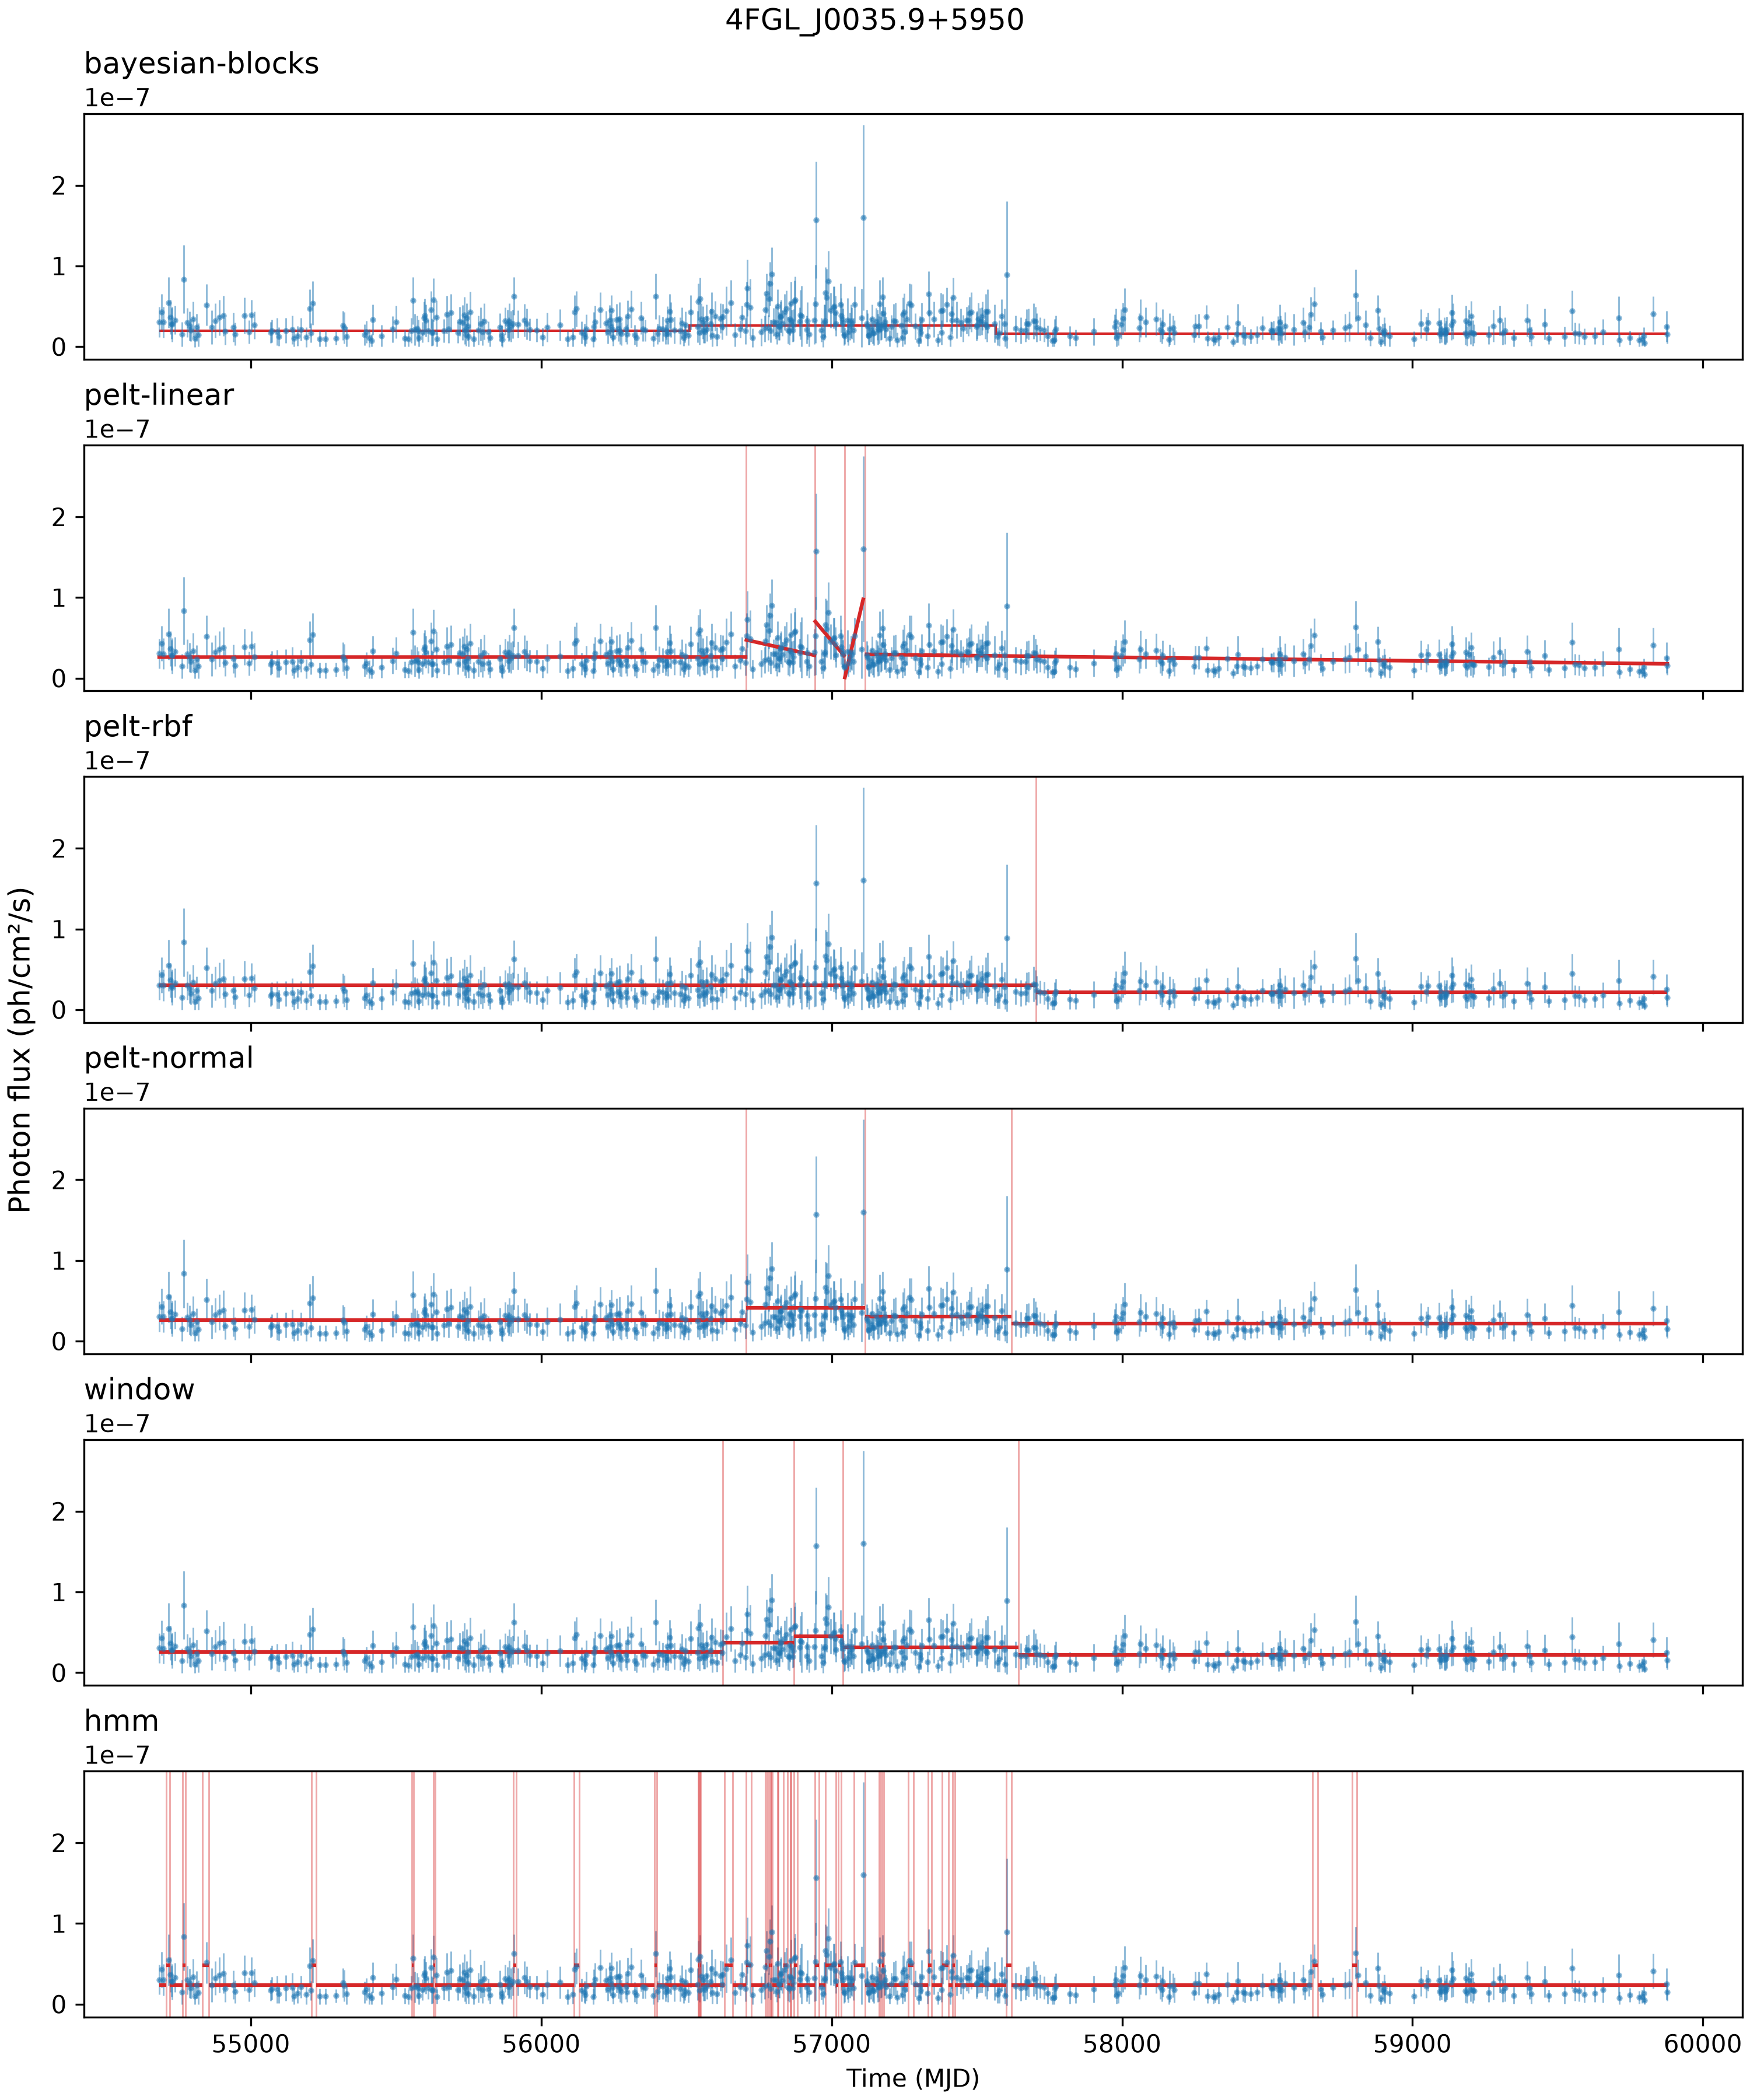 4FGL_J0035.9+5950
bayesian-blocks
1e−7
2
1
0
pelt-linear
1e−7
2
1
0
pelt-rbf
1e−7
2
1
0
pelt-normal
1e−7
2
1
0
window
1e−7
2
1
0
hmm
1e−7
2
1
0
Photon flux (ph/cm²/s)
55000 56000 57000 58000 59000 60000
Time (MJD)